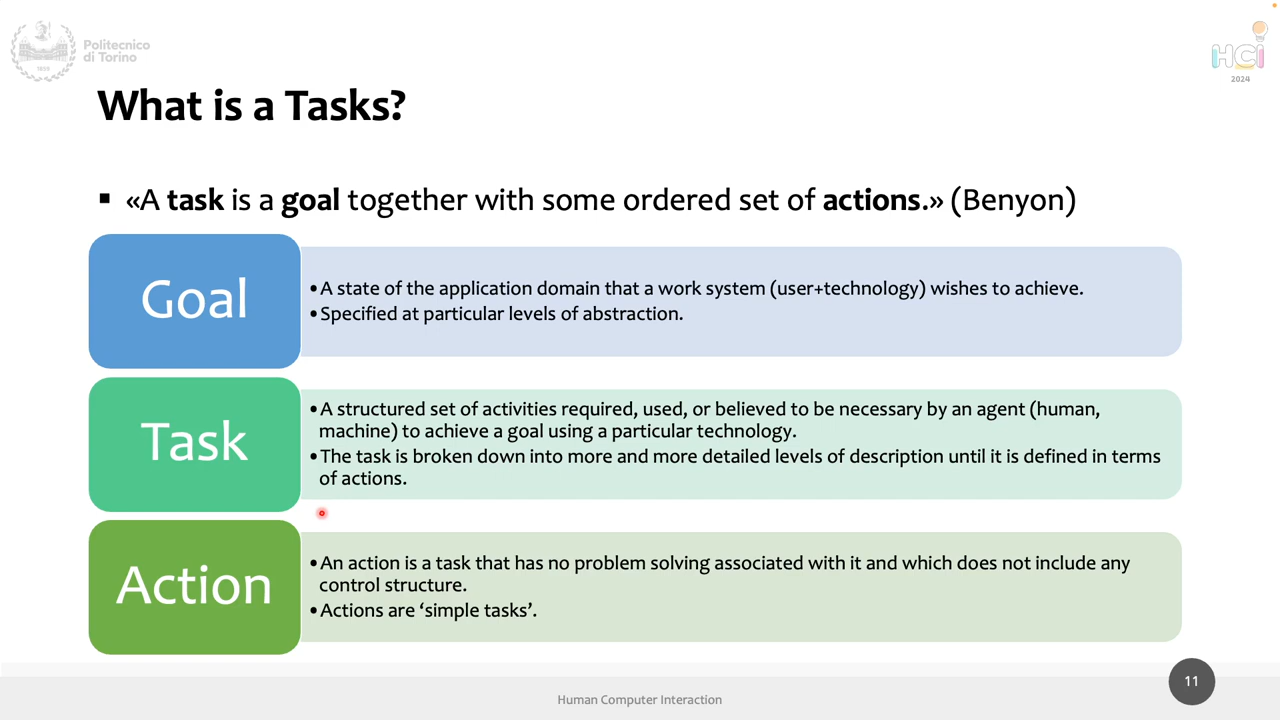 Politecnico
di Torino
1859
HCI
2024
What is a Tasks?
▪ «A task is a goal together with some ordered set of actions.» (Benyon)
Goal
•A state of the application domain that a work system (user+technology) wishes to achieve.
•Specified at particular levels of abstraction.
Task
•A structured set of activities required, used, or believed to be necessary by an agent (human,
machine) to achieve a goal using a particular technology.
•The task is broken down into more and more detailed levels of description until it is defined in terms
of actions.
Action
•An action is a task that has no problem solving associated with it and which does not include any
control structure.
•Actions are ‘simple tasks’.
11
Human Computer Interaction